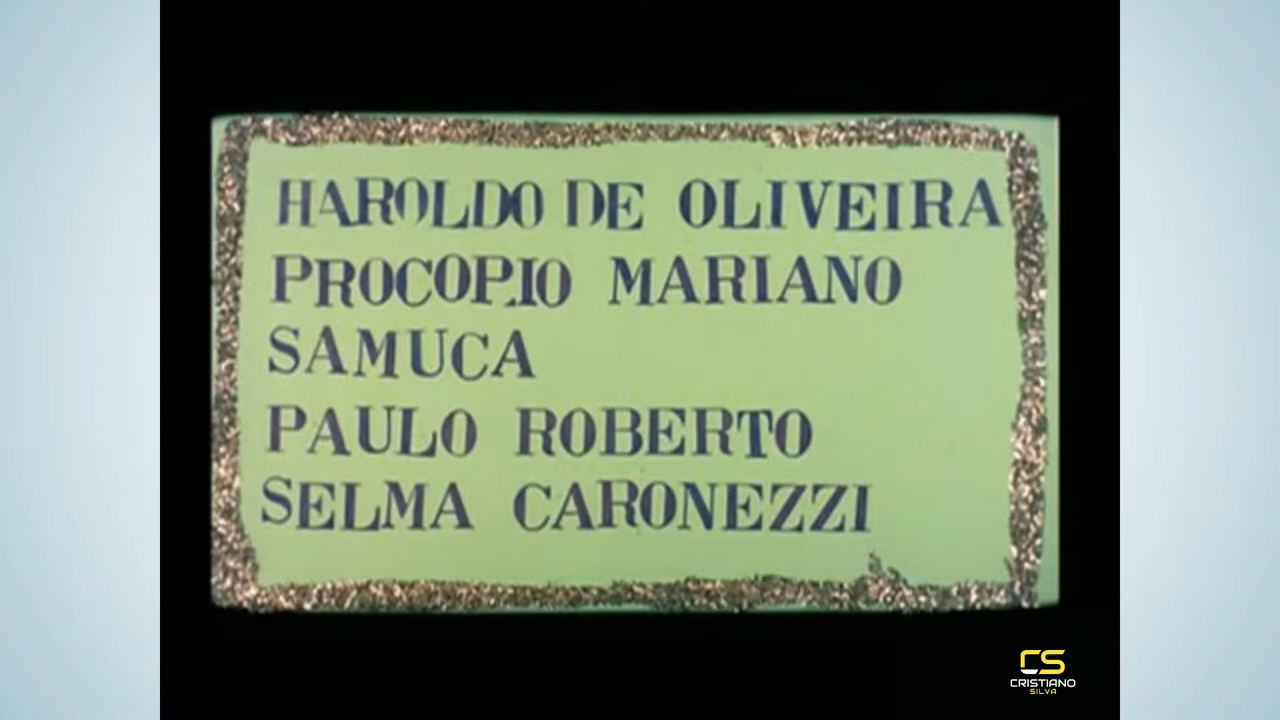 HAROLDO DE OLIVEIRA
PROCOPIO MARIANO
SAMUCA
PAULO ROBERTO
SELMA CARONEZZI
CS
CRISTIANO
SILVA